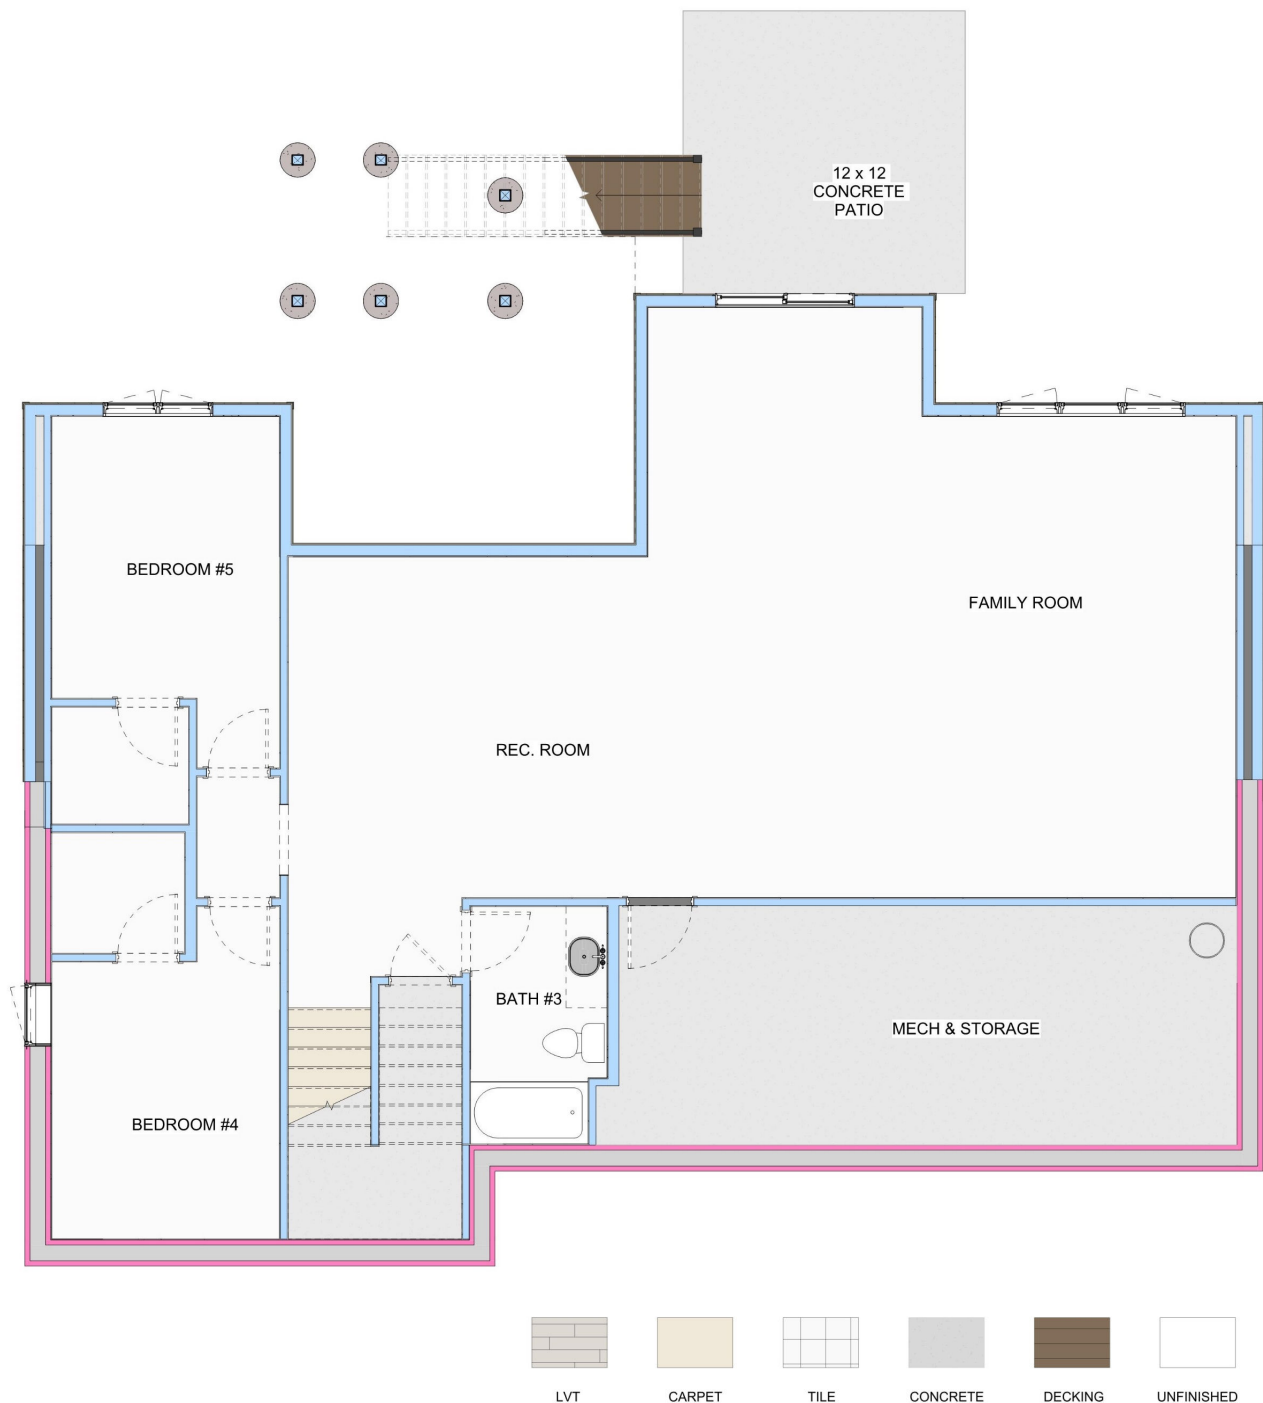 12 x 12
CONCRETE
PATIO
BEDROOM #5
FAMILY ROOM
REC. ROOM
BATH #3
MECH & STORAGE
BEDROOM #4
LVT
CARPET
TILE
CONCRETE
DECKING
UNFINISHED